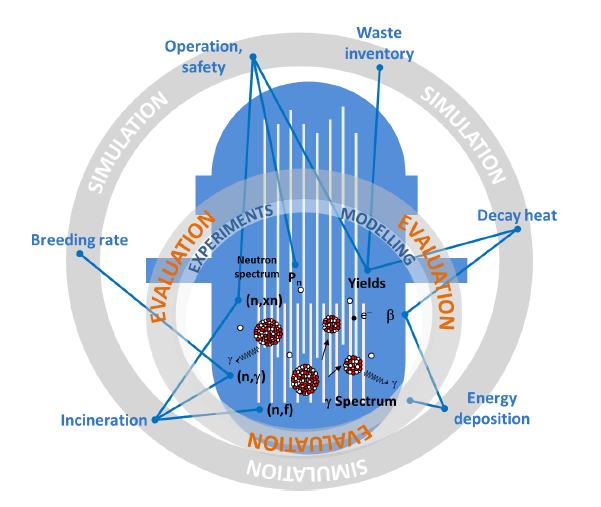 Operation,
safety
Waste
inventory
SIMULATION
SIMULATION
EVALUATION
EXPERIMENTS
MODELLING
EVALUATION
Breeding rate
Decay heat
Neutron
spectrum
Pn
Yields
(n,xn)
e⁻
β
γ
(n,γ)
γ
(n,f)
γ Spectrum
Incineration
Energy
deposition
EVALUATION
SIMULATION